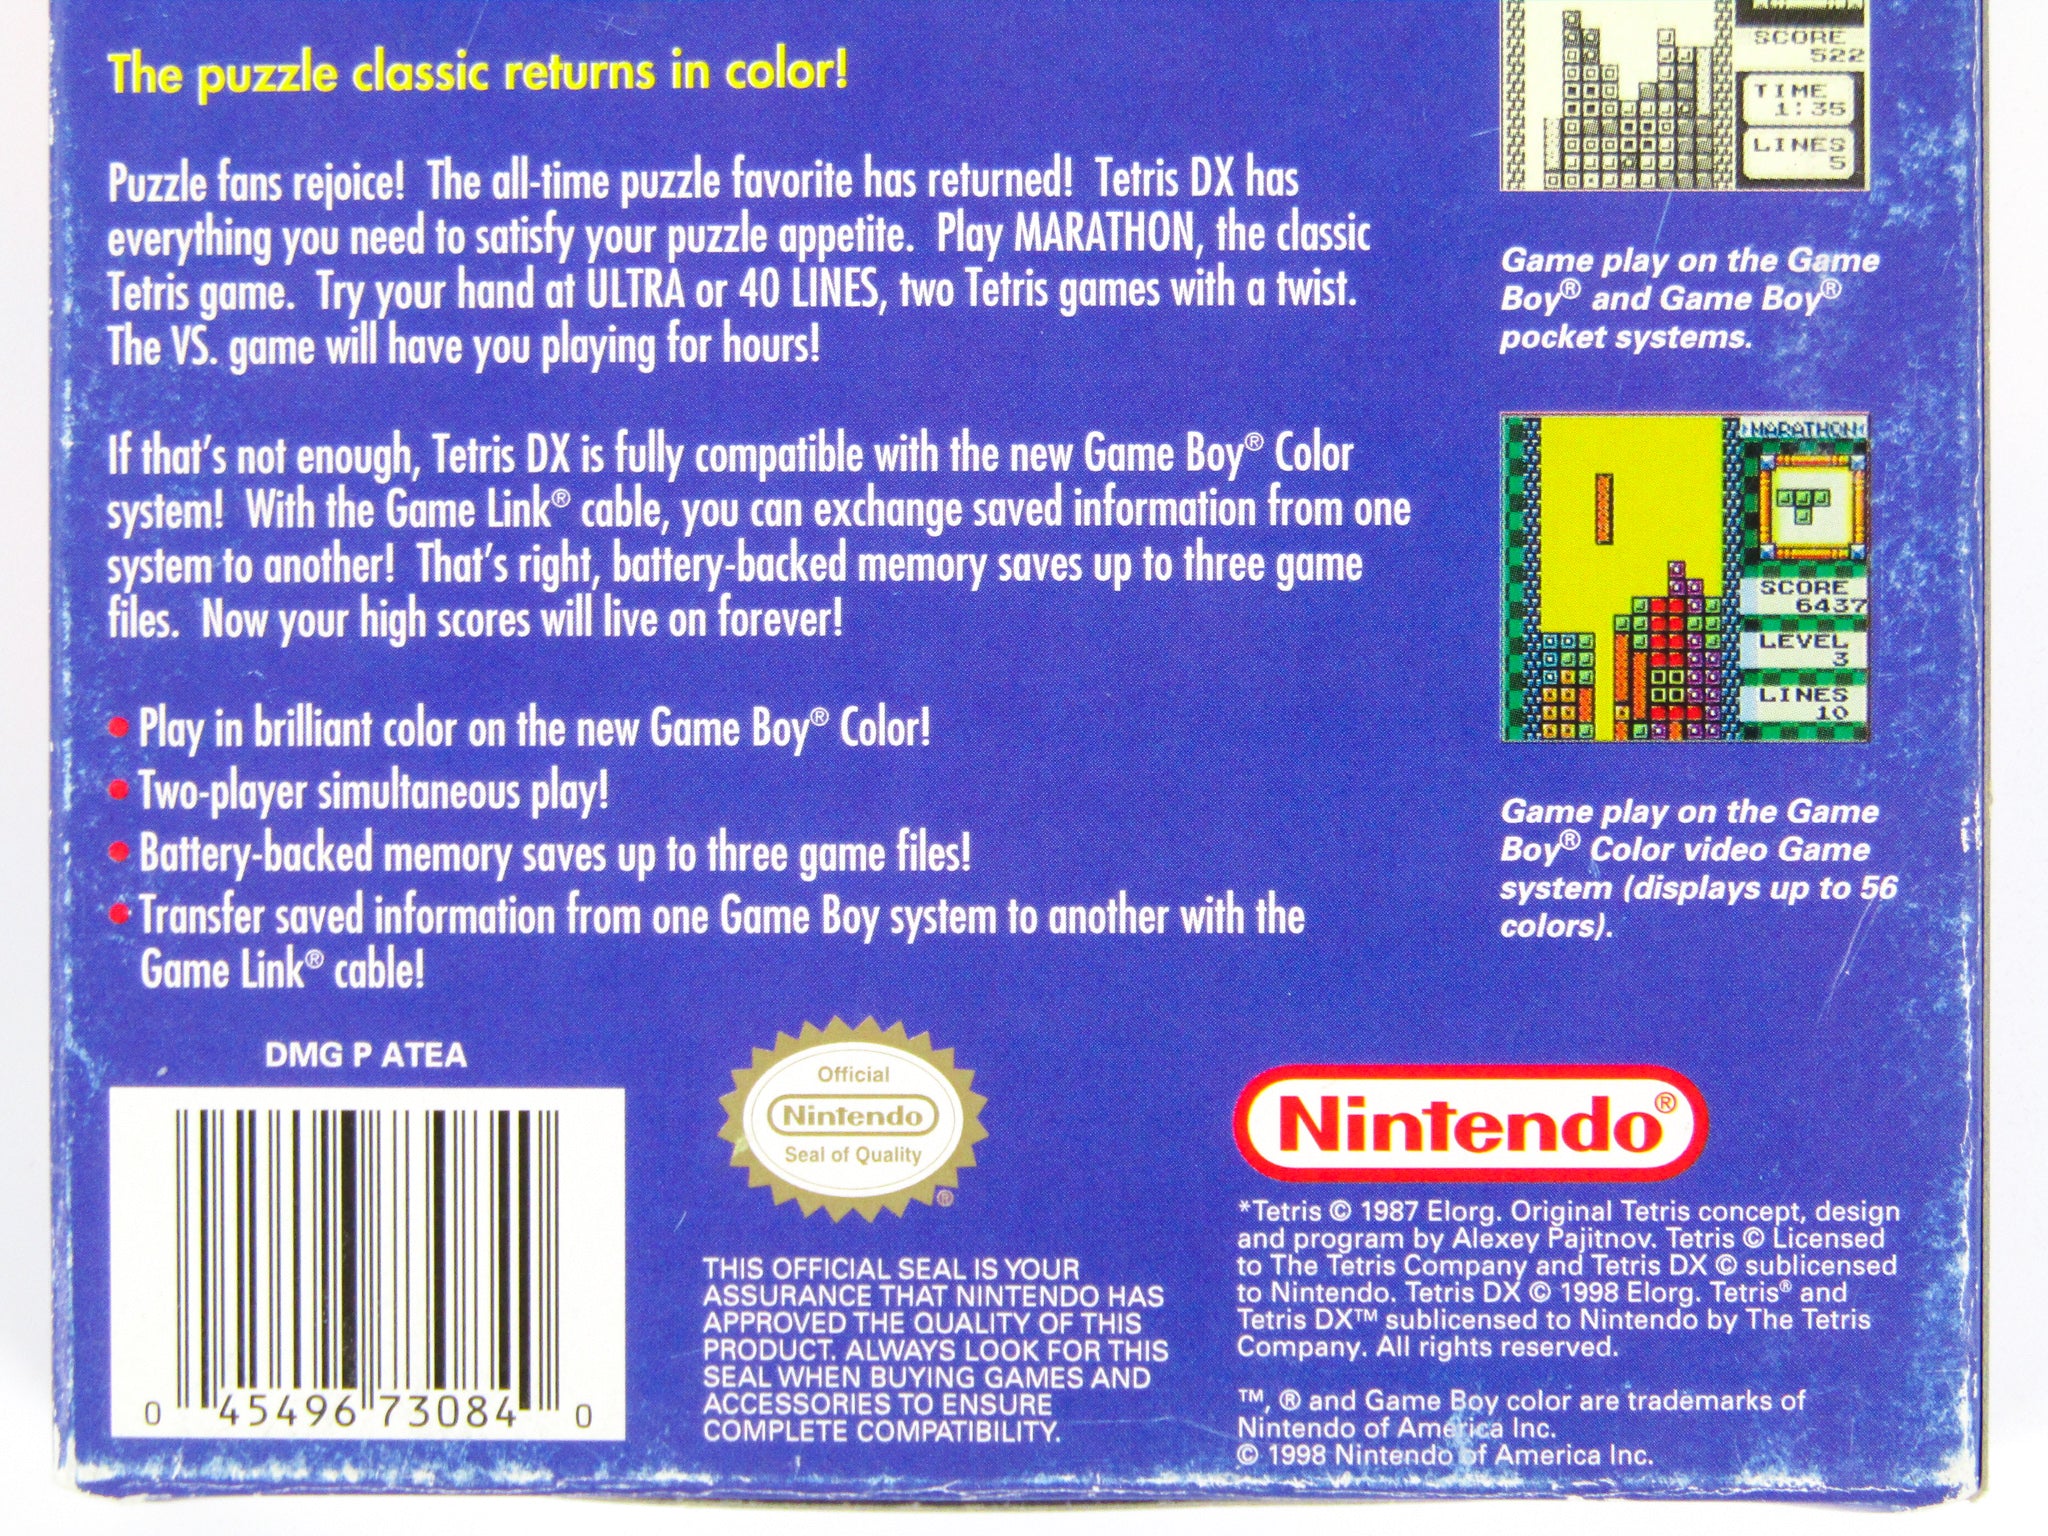 The puzzle classic returns in color!
Puzzle fans rejoice! The all-time puzzle favorite has returned! Tetris DX has
everything you need to satisfy your puzzle appetite. Play MARATHON, the classic
Tetris game. Try your hand at ULTRA or 40 LINES, two Tetris games with a twist.
The VS. game will have you playing for hours!
If that's not enough, Tetris DX is fully compatible with the new Game Boy® Color
system! With the Game Link® cable, you can exchange saved information from one
system to another! That's right, battery-backed memory saves up to three game
files. Now your high scores will live on forever!
• Play in brilliant color on the new Game Boy® Color!
• Two-player simultaneous play!
• Battery-backed memory saves up to three game files!
• Transfer saved information from one Game Boy system to another with the
Game Link® cable!
SCORE
522
TIME
1:35
LINES
5
Game play on the Game
Boy® and Game Boy®
pocket systems.
MARATHON
SCORE
6437
LEVEL
3
LINES
10
Game play on the Game
Boy® Color video Game
system (displays up to 56
colors).
DMG P ATEA
0 45496 73084 0
Official
Nintendo
Seal of Quality
®
THIS OFFICIAL SEAL IS YOUR
ASSURANCE THAT NINTENDO HAS
APPROVED THE QUALITY OF THIS
PRODUCT. ALWAYS LOOK FOR THIS
SEAL WHEN BUYING GAMES AND
ACCESSORIES TO ENSURE
COMPLETE COMPATIBILITY.
Nintendo®
*Tetris © 1987 Elorg. Original Tetris concept, design
and program by Alexey Pajitnov. Tetris © Licensed
to The Tetris Company and Tetris DX © sublicensed
to Nintendo. Tetris DX © 1998 Elorg. Tetris® and
Tetris DX™ sublicensed to Nintendo by The Tetris
Company. All rights reserved.
™, ® and Game Boy color are trademarks of
Nintendo of America Inc.
© 1998 Nintendo of America Inc.